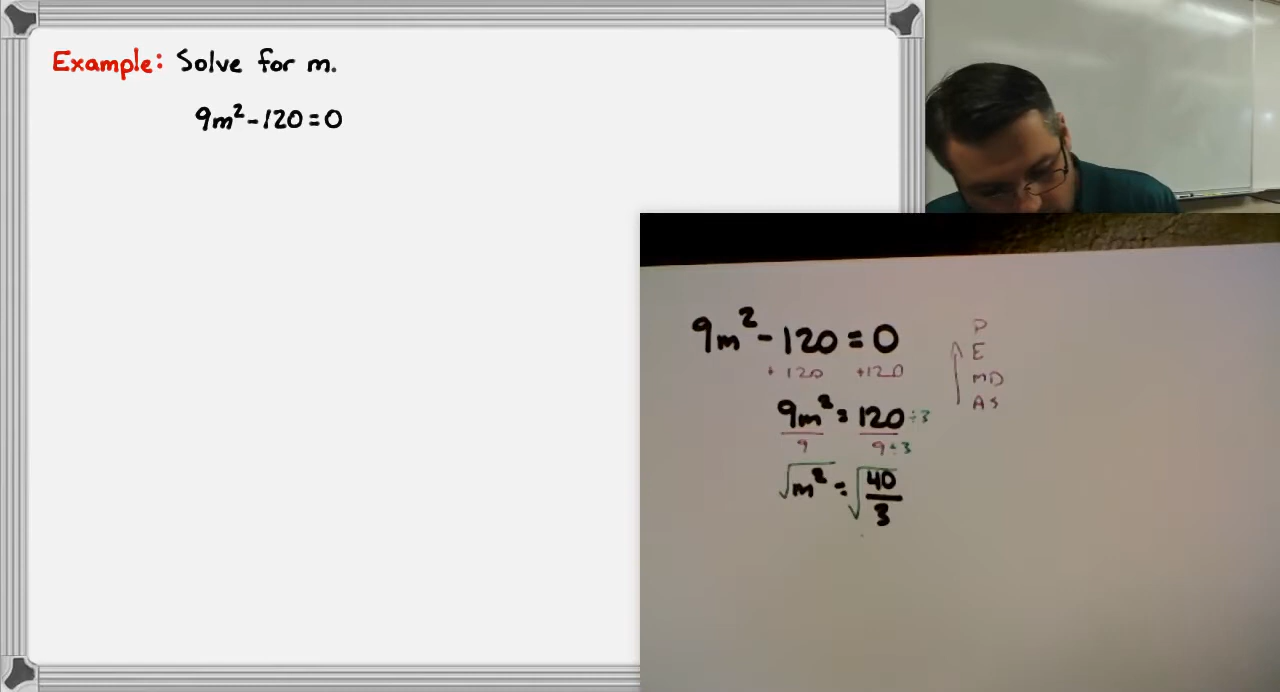 Example: Solve for m.
9m²-120=0
9m²-120=0
+120 +120
9m²=120÷3
9 9÷3
√m²=√40/3
P
E
MD
AS